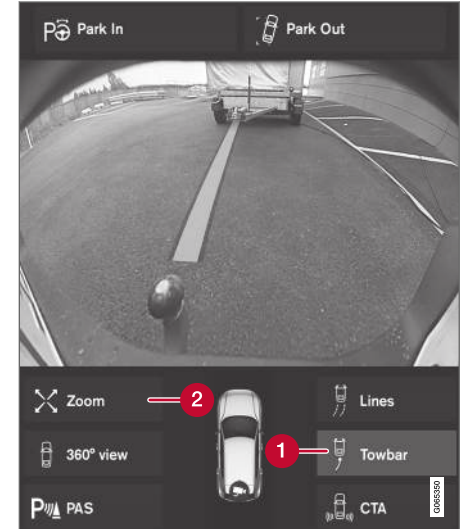 Park In
Park Out
2
Zoom
Lines
1
360° view
Towbar
PAS
CTA
G065350